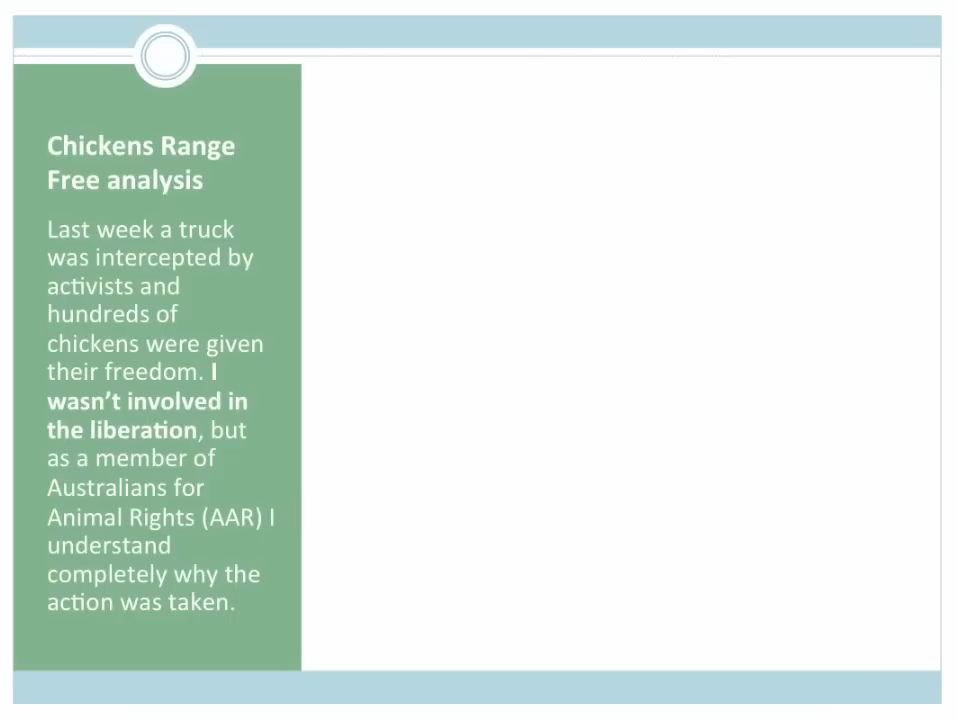 Chickens Range
Free analysis
Last week a truck
was intercepted by
activists and
hundreds of
chickens were given
their freedom. I
wasn’t involved in
the liberation, but
as a member of
Australians for
Animal Rights (AAR) I
understand
completely why the
action was taken.